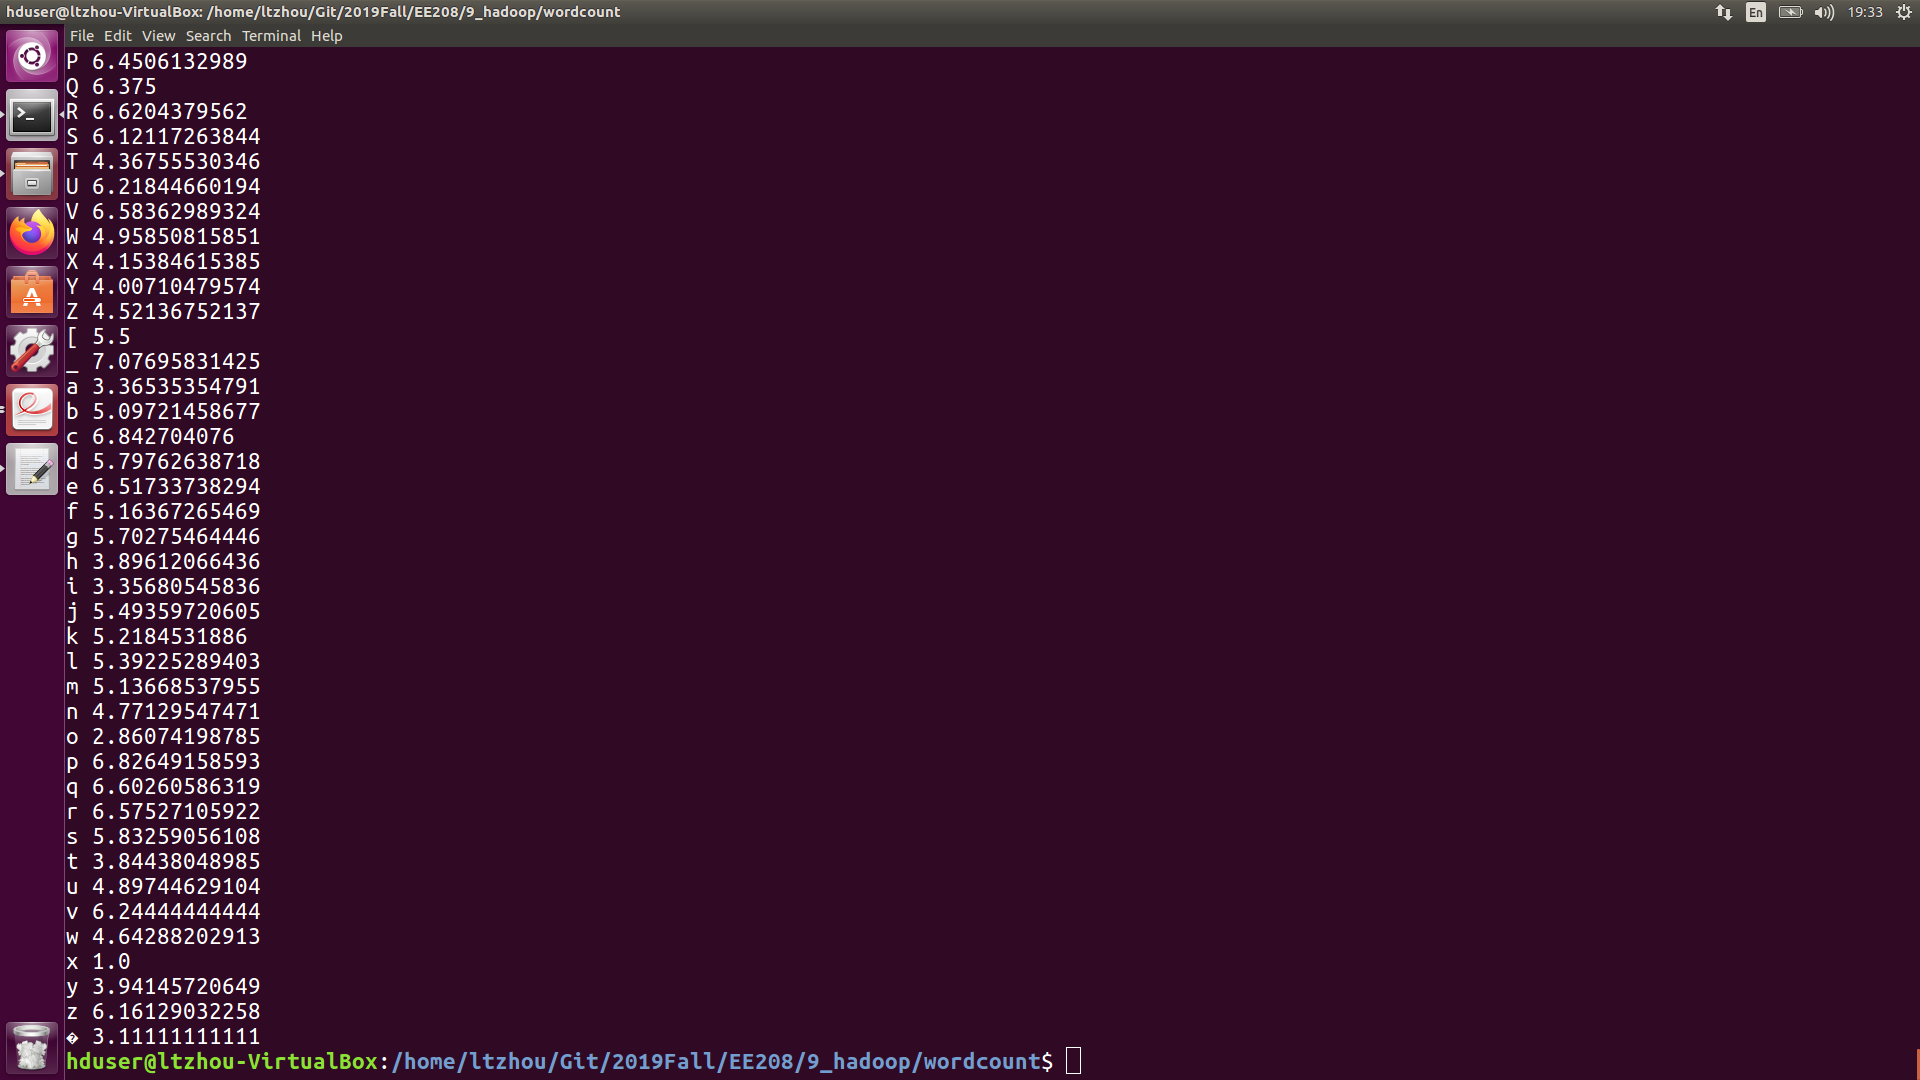 hduser@ltzhou-VirtualBox: /home/ltzhou/Git/2019Fall/EE208/9_hadoop/wordcount
En
19:33
File Edit View Search Terminal Help
P 6.4506132989
Q 6.375
R 6.6204379562
S 6.12117263844
T 4.36755530346
U 6.21844660194
V 6.58362989324
W 4.95850815851
X 4.15384615385
Y 4.00710479574
Z 4.52136752137
[ 5.5
_ 7.07695831425
a 3.36535354791
b 5.09721458677
c 6.842704076
d 5.79762638718
e 6.51733738294
f 5.16367265469
g 5.70275464446
h 3.89612066436
i 3.35680545836
j 5.49359720605
k 5.2184531886
l 5.39225289403
m 5.13668537955
n 4.77129547471
o 2.86074198785
p 6.82649158593
q 6.60260586319
r 6.57527105922
s 5.83259056108
t 3.84438048985
u 4.89744629104
v 6.24444444444
w 4.64288202913
x 1.0
y 3.94145720649
z 6.16129032258
� 3.11111111111
hduser@ltzhou-VirtualBox:/home/ltzhou/Git/2019Fall/EE208/9_hadoop/wordcount$